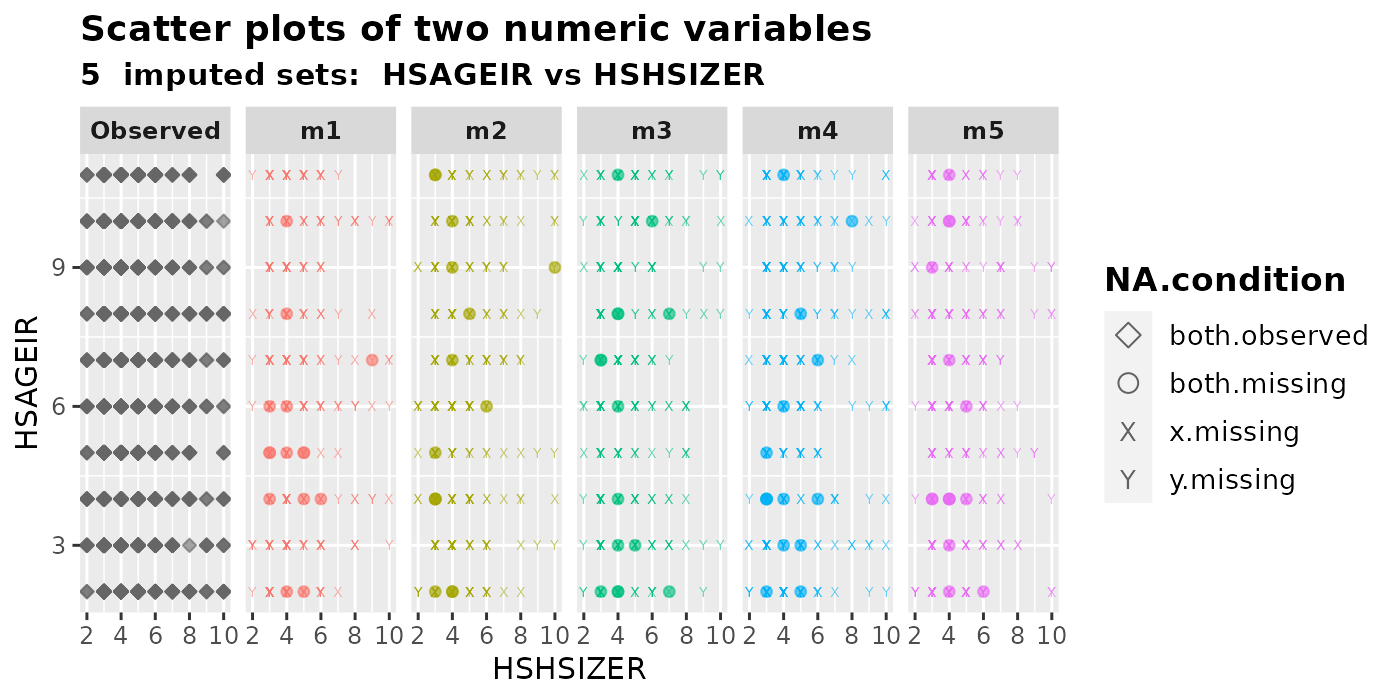 Scatter plots of two numeric variables
5 imputed sets: HSAGEIR vs HSHSIZER
Observed m1 m2 m3 m4 m5
HSAGEIR
9
6
3
2 4 6 8 10 2 4 6 8 10 2 4 6 8 10 2 4 6 8 10 2 4 6 8 10 2 4 6 8 10
HSHSIZER
NA.condition
both.observed
both.missing
X x.missing
Y y.missing